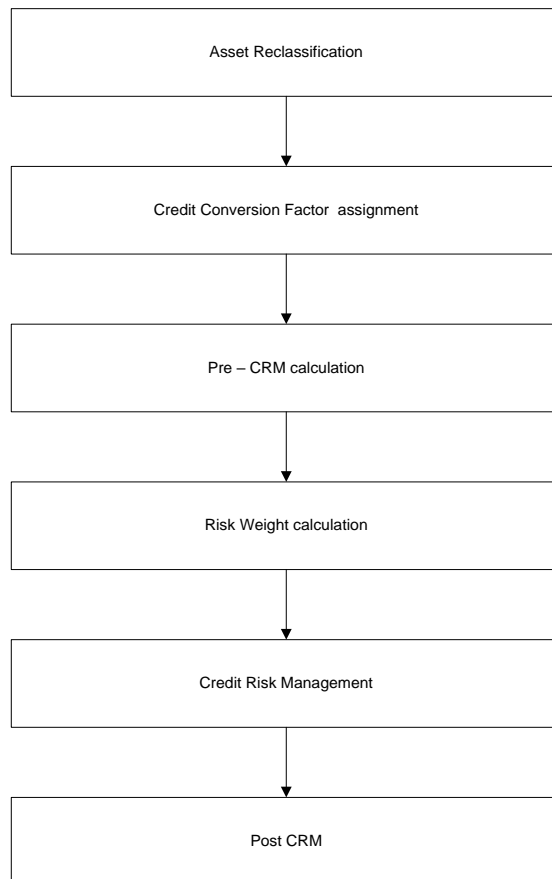 Asset Reclassification
Credit Conversion Factor  assignment
Pre – CRM calculation
Risk Weight calculation
Credit Risk Management
Post CRM